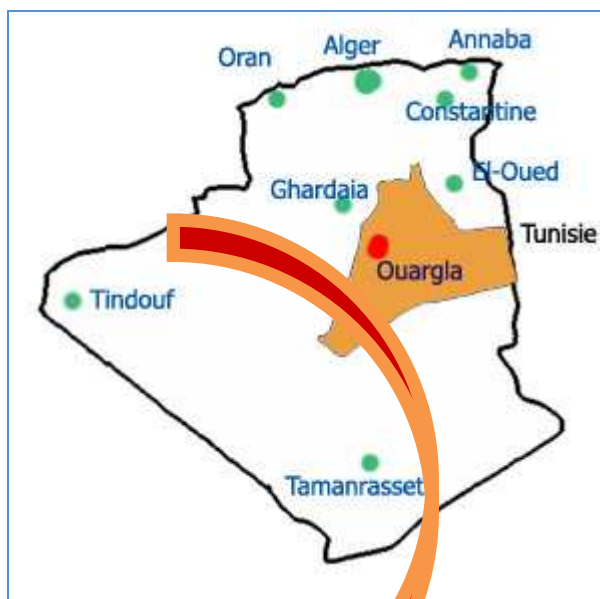 Annaba
Alger
Oran
Constantine
El-Oued
Ghardaia
Tunisie
Ouargla
Tindouf
Tamanrasset